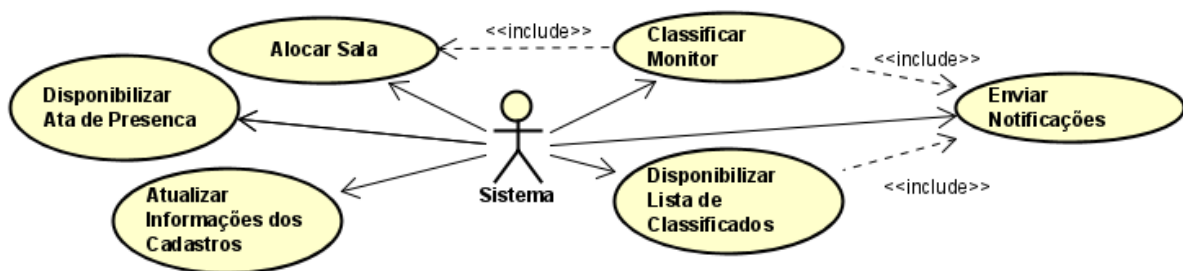 Alocar Sala
<<include>>
Classificar
Monitor
<<include>>
Disponibilizar
Ata de Presenca
Enviar
Notificações
Sistema
Atualizar
Informações dos
Cadastros
Disponibilizar
Lista de
Classificados
<<include>>